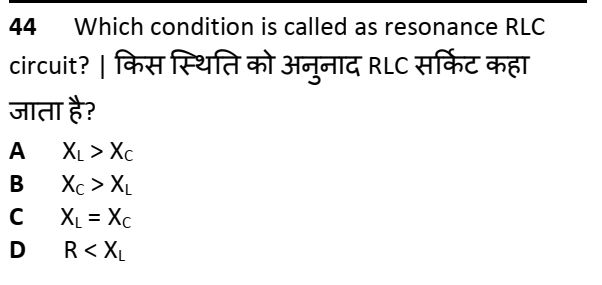 44 Which condition is called as resonance RLC
circuit? | किस स्थिति को अनुनाद RLC सर्किट कहा
जाता है?
A X_L > X_C
B X_C > X_L
C X_L = X_C
D R < X_L